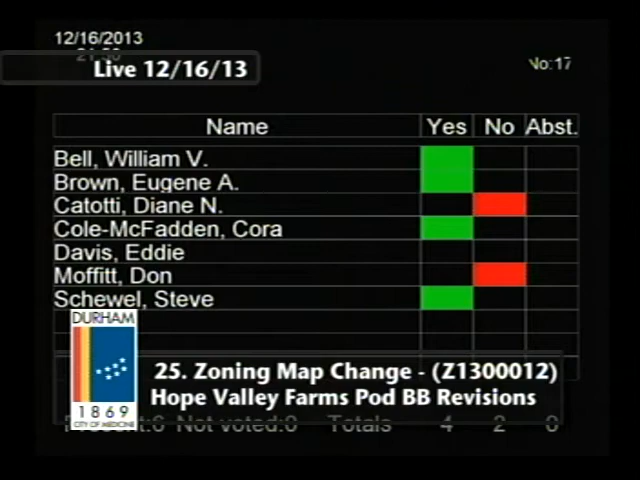 12/16/2013
Live 12/16/13
No:17
Name Yes No Abst.
Bell, William V.
Brown, Eugene A.
Catotti, Diane N.
Cole-McFadden, Cora
Davis, Eddie
Moffitt, Don
Schewel, Steve
DURHAM
1869
CITY OF MEDICINE
25. Zoning Map Change - (Z1300012)
Hope Valley Farms Pod BB Revisions
Present:6 Not voted:0 Totals 4 2 0